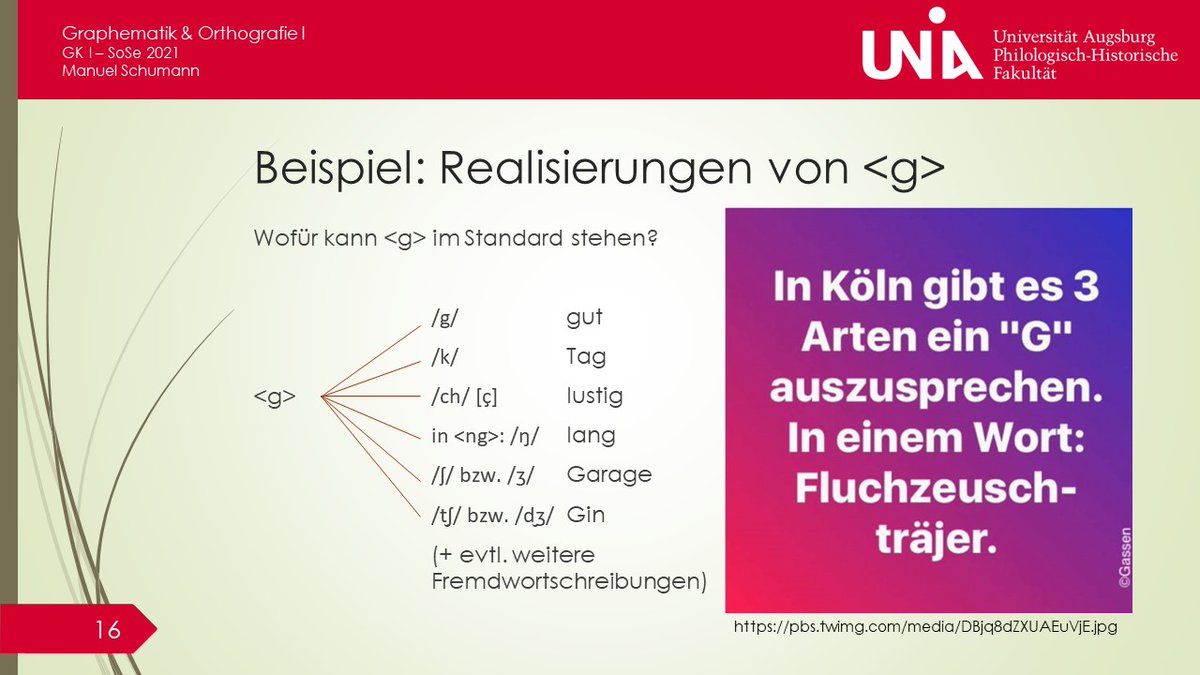 Graphematik & Orthografie I
GK I – SoSe 2021
Manuel Schumann
UNIA
Universität Augsburg
Philologisch-Historische
Fakultät
Beispiel: Realisierungen von <g>
Wofür kann <g> im Standard stehen?
<g>
/g/ gut
/k/ Tag
/ch/ [ç] lustig
in <ng>: /ŋ/ lang
/ʃ/ bzw. /ʒ/ Garage
/tʃ/ bzw. /dʒ/ Gin
(+ evtl. weitere
Fremdwortschreibungen)
In Köln gibt es 3
Arten ein "G"
auszusprechen.
In einem Wort:
Fluchzeusch-
träjer.
©Gassen
https://pbs.twimg.com/media/DBjq8dZXUAEuVjE.jpg
16